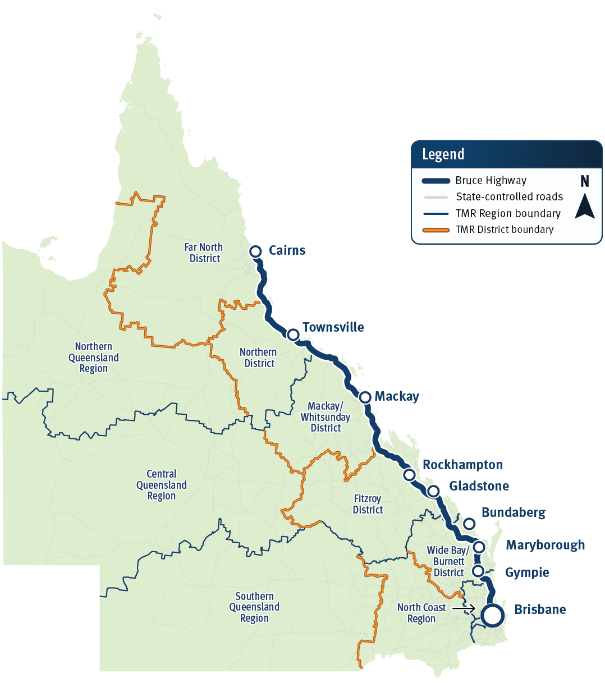 Legend
Bruce Highway
State-controlled roads
TMR Region boundary
TMR District boundary
N
Far North
District
Cairns
Townsville
Northern
Queensland
Region
Northern
District
Mackay/
Whitsunday
District
Mackay
Rockhampton
Gladstone
Central
Queensland
Region
Fitzroy
District
Bundaberg
Maryborough
Wide Bay/
Burnett
District
Gympie
Southern
Queensland
Region
North Coast
Region
Brisbane